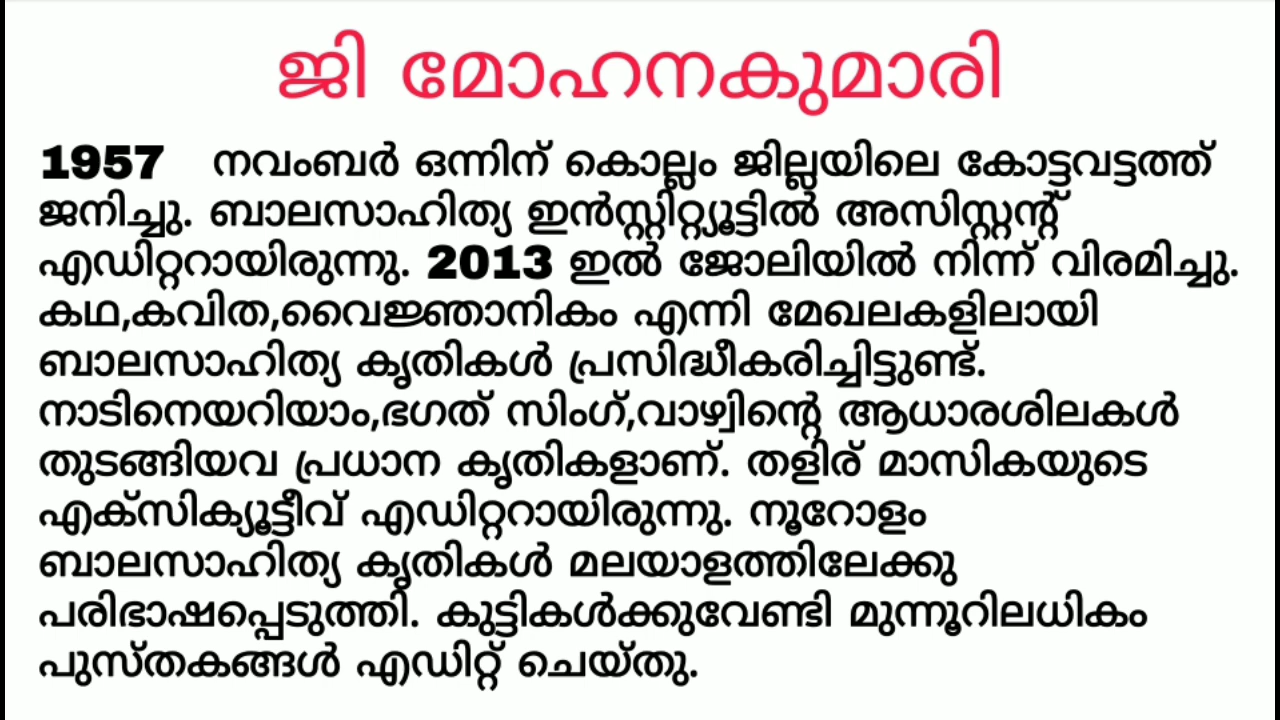 ജി മോഹനകുമാരി
1957 നവംബർ ഒന്നിന് കൊല്ലം ജില്ലയിലെ കോട്ടവട്ടത്ത്
ജനിച്ചു. ബാലസാഹിത്യ ഇൻസ്റ്റിറ്റ്യൂട്ടിൽ അസിസ്റ്റന്റ്
എഡിറ്ററായിരുന്നു. 2013 ഇൽ ജോലിയിൽ നിന്ന് വിരമിച്ചു.
കഥ,കവിത,വൈജ്ഞാനികം എന്നി മേഖലകളിലായി
ബാലസാഹിത്യ കൃതികൾ പ്രസിദ്ധീകരിച്ചിട്ടുണ്ട്.
നാടിനെയറിയാം,ഭഗത് സിംഗ്,വാഴ്വിന്റെ ആധാരശിലകൾ
തുടങ്ങിയവ പ്രധാന കൃതികളാണ്. തളിര് മാസികയുടെ
എക്സിക്യൂട്ടീവ് എഡിറ്ററായിരുന്നു. നൂറോളം
ബാലസാഹിത്യ കൃതികൾ മലയാളത്തിലേക്കു
പരിഭാഷപ്പെടുത്തി. കുട്ടികൾക്കുവേണ്ടി മുന്നൂറിലധികം
പുസ്തകങ്ങൾ എഡിറ്റ് ചെയ്തു.